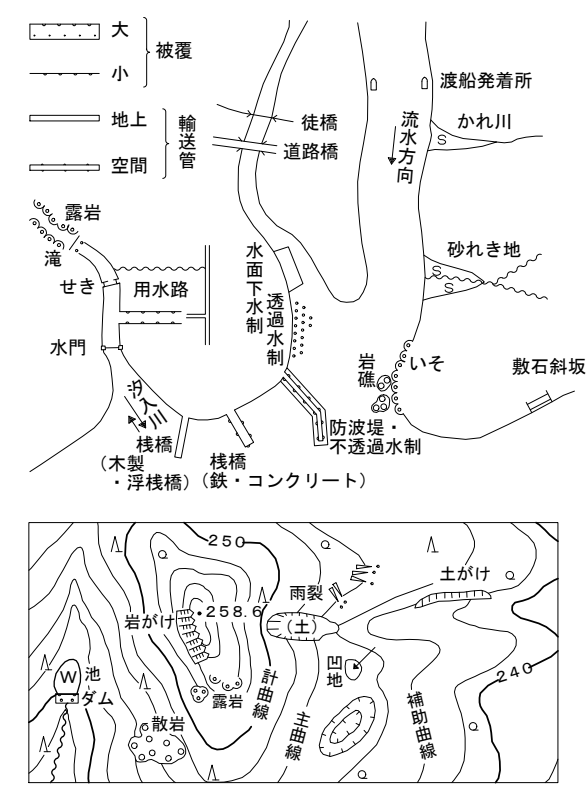 大
小
被覆
地上
空間
輸送管
渡船発着所
かれ川
流水方向
徒橋
道路橋
S
露岩
滝
せき
用水路
水門
水面下水制
透過水制
砂れき地
S
S
岩礁
いそ
敷石斜坂
汐入川
防波堤・
不透過水制
桟橋
(木製
・浮桟橋)
桟橋
(鉄・コンクリート)
250
雨裂
土がけ
岩がけ
・258.6
(土)
凹地
240
W
池
ダム
露岩
計曲線
主曲線
補助曲線
散岩